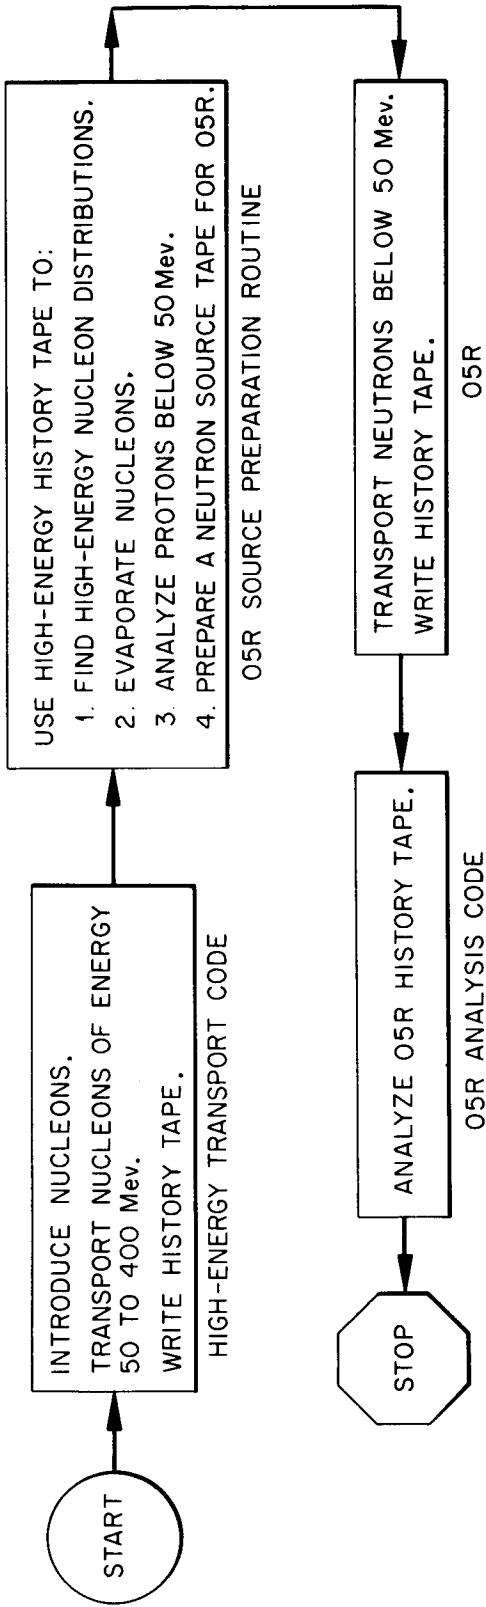 START
INTRODUCE NUCLEONS.
TRANSPORT NUCLEONS OF ENERGY
50 TO 400 Mev.
WRITE HISTORY TAPE.
HIGH-ENERGY TRANSPORT CODE
USE HIGH-ENERGY HISTORY TAPE TO:
1. FIND HIGH-ENERGY NUCLEON DISTRIBUTIONS.
2. EVAPORATE NUCLEONS.
3. ANALYZE PROTONS BELOW 50 Mev.
4. PREPARE A NEUTRON SOURCE TAPE FOR O5R.
O5R SOURCE PREPARATION ROUTINE
TRANSPORT NEUTRONS BELOW 50 Mev.
WRITE HISTORY TAPE.
O5R
ANALYZE O5R HISTORY TAPE.
O5R ANALYSIS CODE
STOP